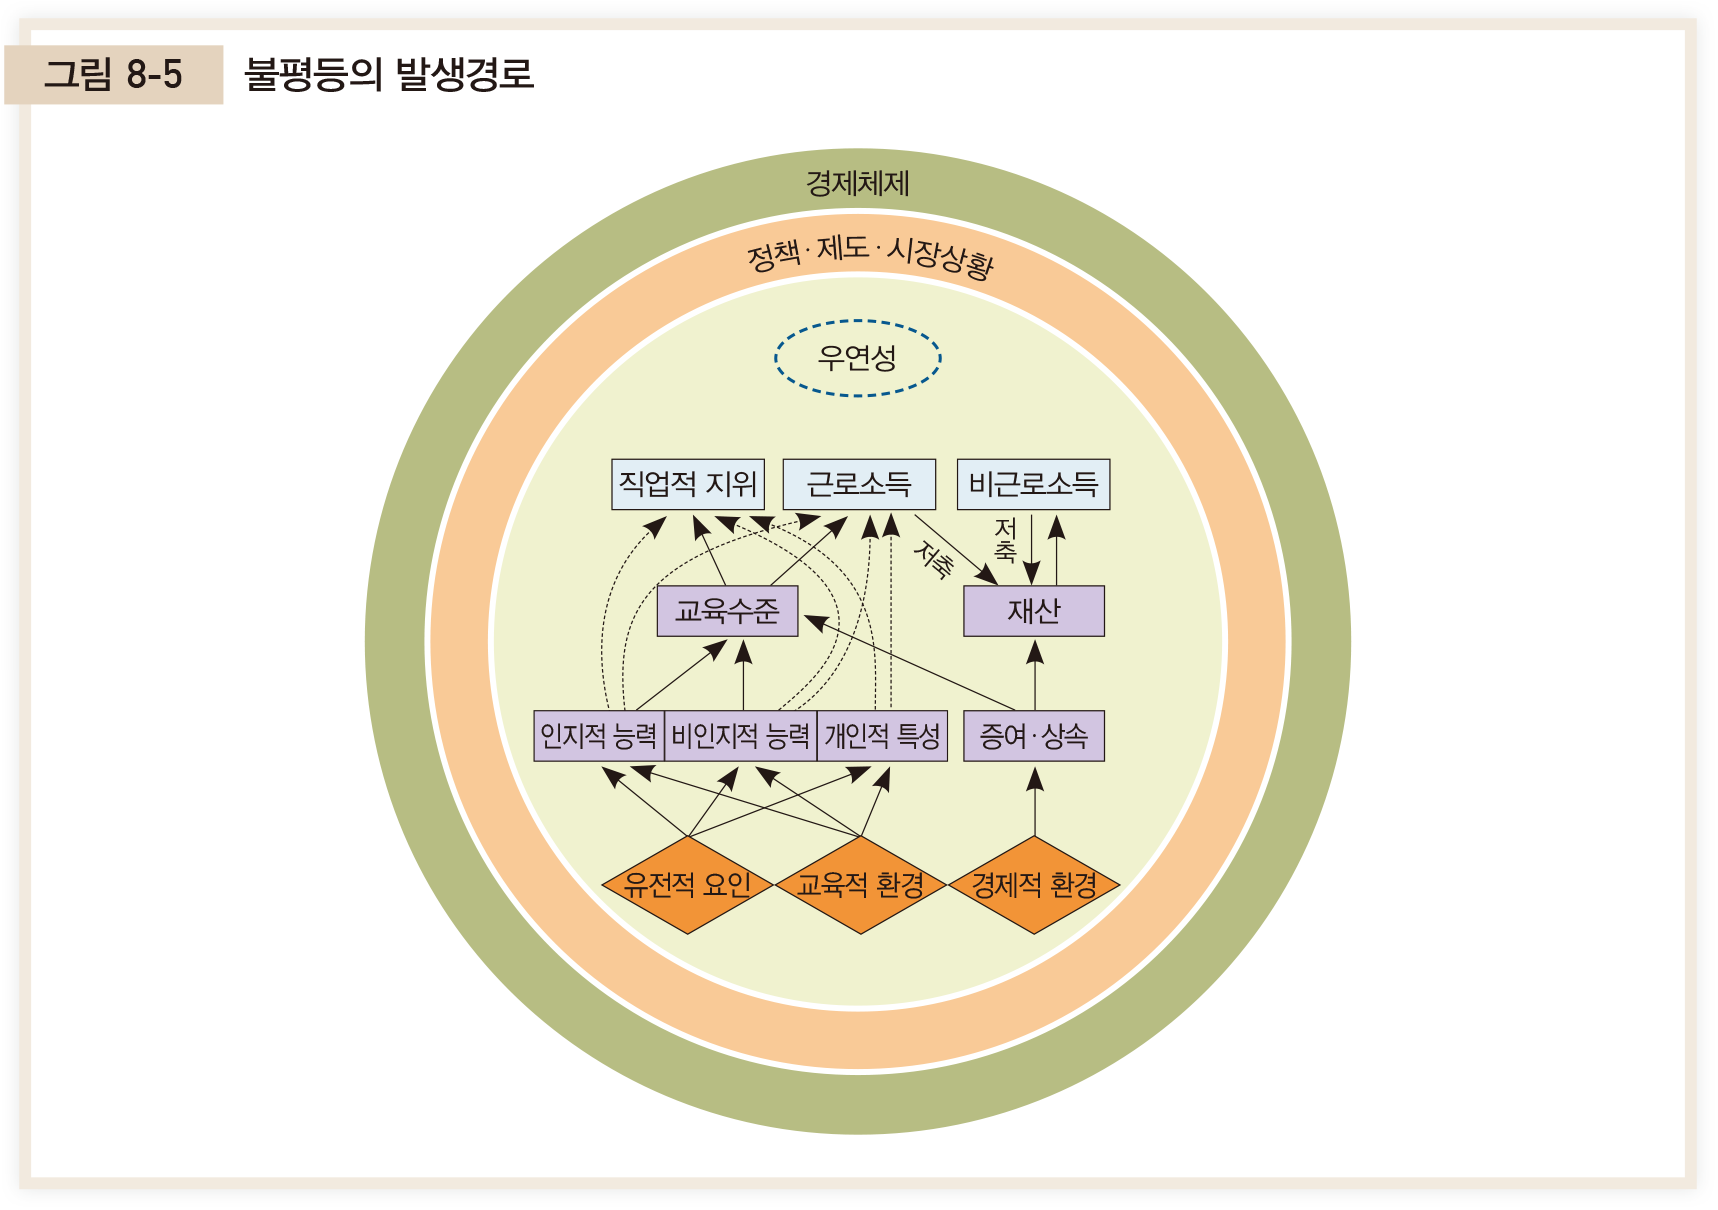 그림 8-5 불평등의 발생경로
경제체제
정책·제도·시장상황
우연성
직업적 지위
근로소득
비근로소득
저축
저축
교육수준
재산
인지적 능력
비인지적 능력
개인적 특성
증여·상속
유전적 요인
교육적 환경
경제적 환경